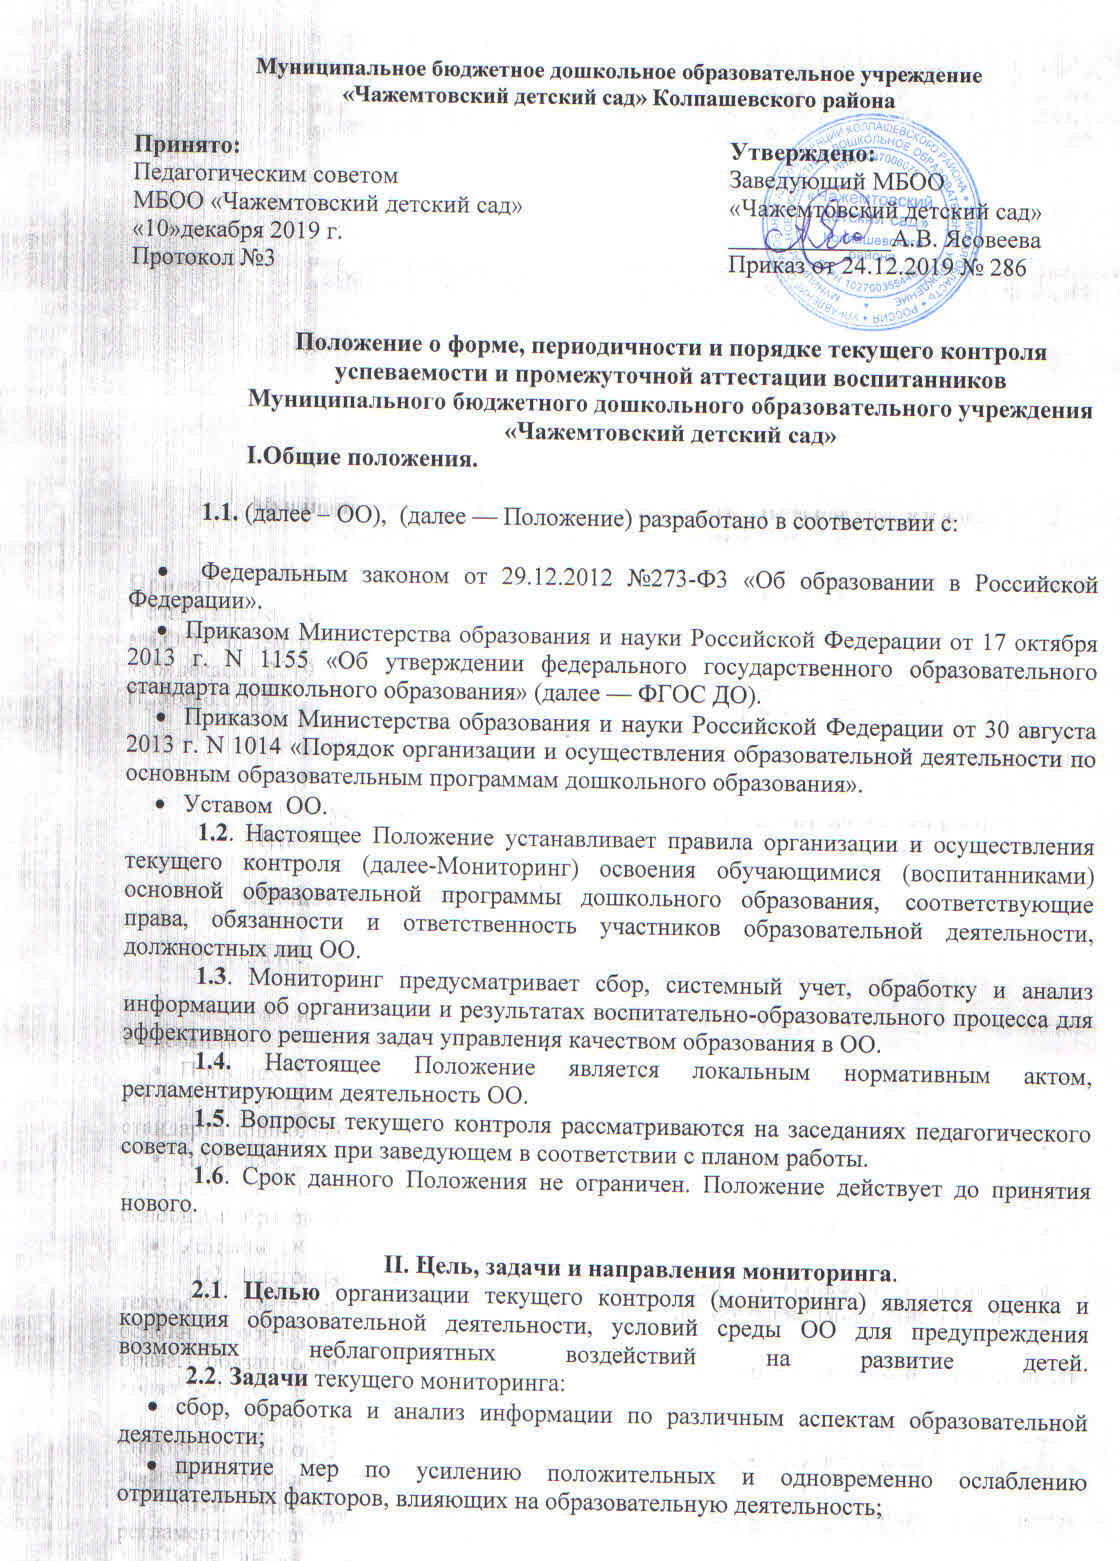 Муниципальное бюджетное дошкольное образовательное учреждение
«Чажемтовский детский сад» Колпашевского района
Принято:
Педагогическим советом
МБОО «Чажемтовский детский сад»
«10»декабря 2019 г.
Протокол №3
Утверждено:
Заведующий МБОО
«Чажемтовский детский сад»
А.В. Ясовеева
Приказ от 24.12.2019 № 286
Положение о форме, периодичности и порядке текущего контроля
успеваемости и промежуточной аттестации воспитанников
Муниципального бюджетного дошкольного образовательного учреждения
«Чажемтовский детский сад»
I.Общие положения.
1.1. (далее – ОО), (далее — Положение) разработано в соответствии с:
• Федеральным законом от 29.12.2012 №273-ФЗ «Об образовании в Российской
Федерации».
• Приказом Министерства образования и науки Российской Федерации от 17 октября
2013 г. N 1155 «Об утверждении федерального государственного образовательного
стандарта дошкольного образования» (далее — ФГОС ДО).
• Приказом Министерства образования и науки Российской Федерации от 30 августа
2013 г. N 1014 «Порядок организации и осуществления образовательной деятельности по
основным образовательным программам дошкольного образования».
• Уставом ОО.
1.2. Настоящее Положение устанавливает правила организации и осуществления
текущего контроля (далее-Мониторинг) освоения обучающимися (воспитанниками)
основной образовательной программы дошкольного образования, соответствующие
права, обязанности и ответственность участников образовательной деятельности,
должностных лиц ОО.
1.3. Мониторинг предусматривает сбор, системный учет, обработку и анализ
информации об организации и результатах воспитательно-образовательного процесса для
эффективного решения задач управления качеством образования в ОО.
1.4. Настоящее Положение является локальным нормативным актом,
регламентирующим деятельность ОО.
1.5. Вопросы текущего контроля рассматриваются на заседаниях педагогического
совета, совещаниях при заведующем в соответствии с планом работы.
1.6. Срок данного Положения не ограничен. Положение действует до принятия
нового.
II. Цель, задачи и направления мониторинга.
2.1. Целью организации текущего контроля (мониторинга) является оценка и
коррекция образовательной деятельности, условий среды ОО для предупреждения
возможных неблагоприятных воздействий на развитие детей.
2.2. Задачи текущего мониторинга:
• сбор, обработка и анализ информации по различным аспектам образовательной
деятельности;
• принятие мер по усилению положительных и одновременно ослаблению
отрицательных факторов, влияющих на образовательную деятельность;